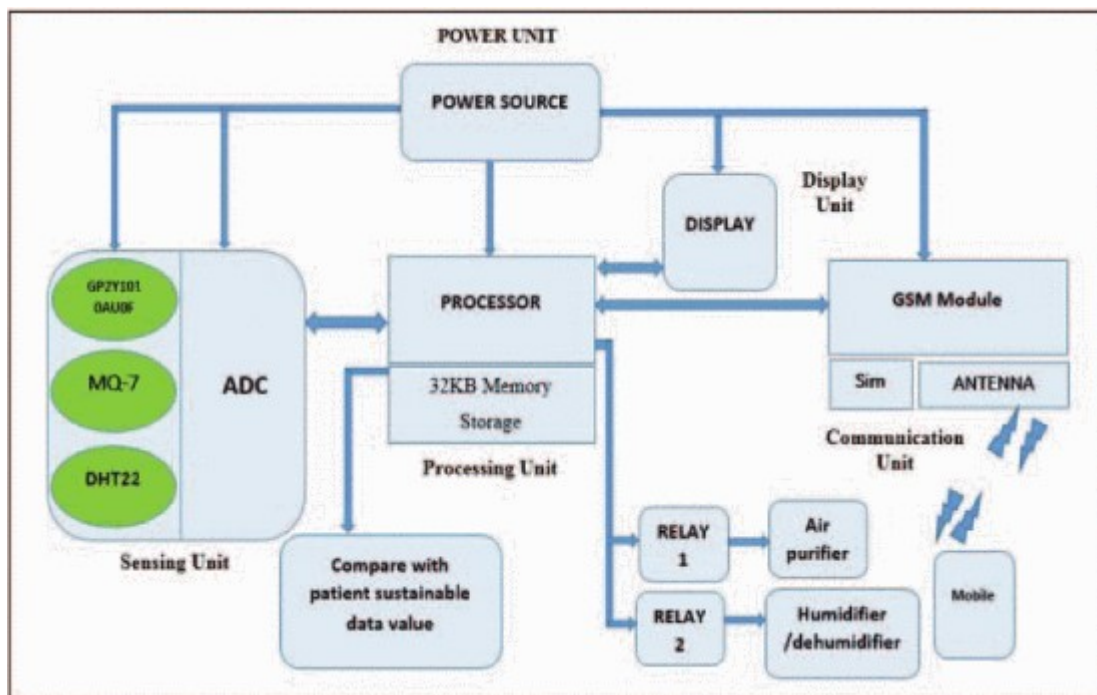 POWER UNIT
POWER SOURCE
Display
Unit
DISPLAY
GP2Y101
0AU0F
MQ-7
DHT22
ADC
Sensing Unit
PROCESSOR
32KB Memory
Storage
Processing Unit
GSM Module
Sim
ANTENNA
Communication
Unit
Compare with
patient sustainable
data value
RELAY
1
Air
purifier
RELAY
2
Humidifier
/dehumidifier
Mobile